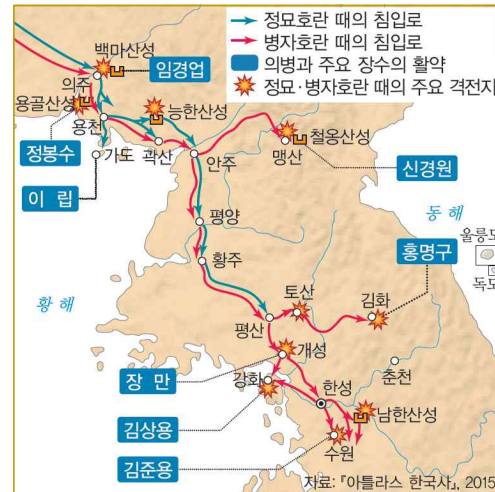 정묘호란 때의 침입로
병자호란 때의 침입로
의병과 주요 장수의 활약
정묘·병자호란 때의 주요 격전지
백마산성
임경업
의주
용골산성
능한산성
용천
정봉수
가도
곽산
안주
철옹산성
맹산
신경원
이 립
평양
동 해
울릉도
독도
황주
홍명구
황 해
토산
김화
평산
개성
장 만
강화
한성
춘천
김상용
남한산성
수원
김준용
자료: 『아틀라스 한국사』, 2015